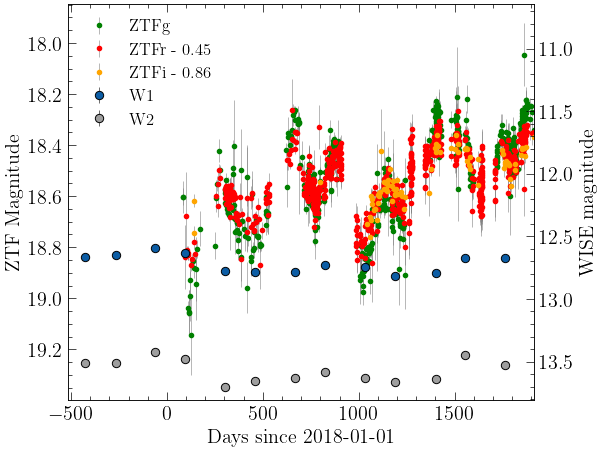 ZTFg
ZTFr - 0.45
ZTFi - 0.86
W1
W2
ZTF Magnitude
18.0
18.2
18.4
18.6
18.8
19.0
19.2
WISE magnitude
11.0
11.5
12.0
12.5
13.0
13.5
−500 0 500 1000 1500
Days since 2018-01-01